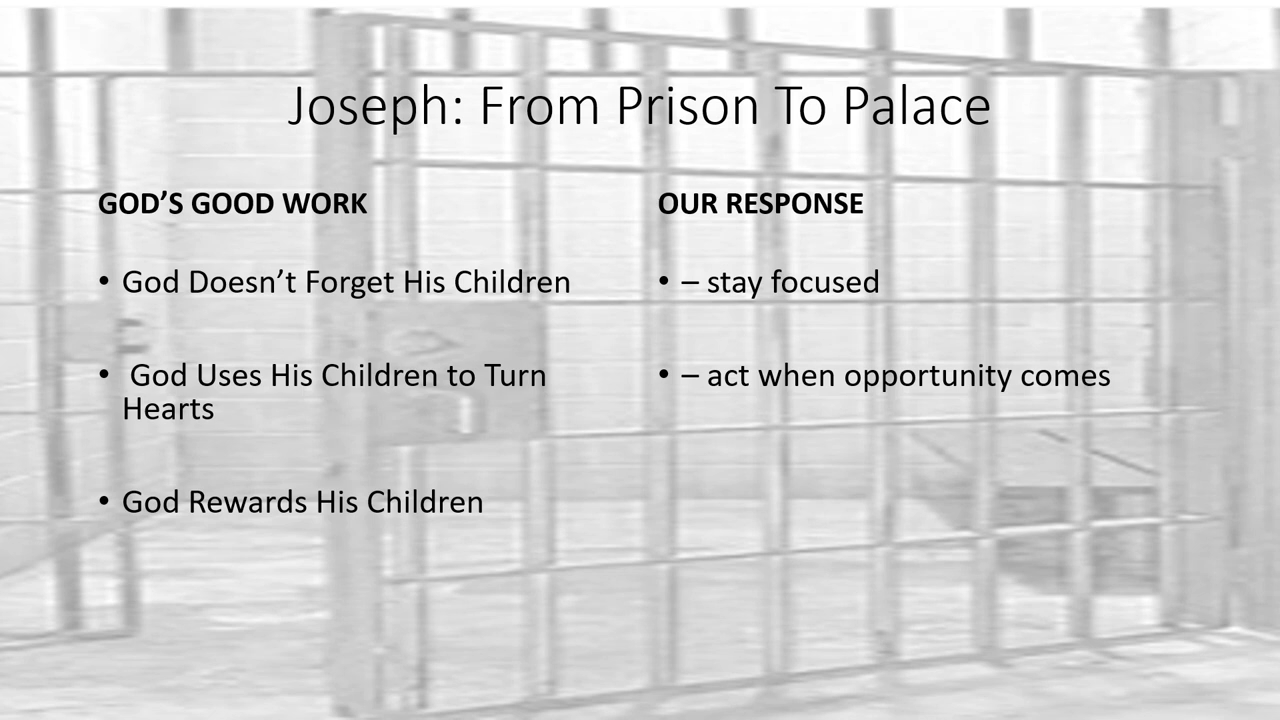 Joseph: From Prison To Palace
GOD’S GOOD WORK
• God Doesn’t Forget His Children
• God Uses His Children to Turn
Hearts
• God Rewards His Children
OUR RESPONSE
• – stay focused
• – act when opportunity comes